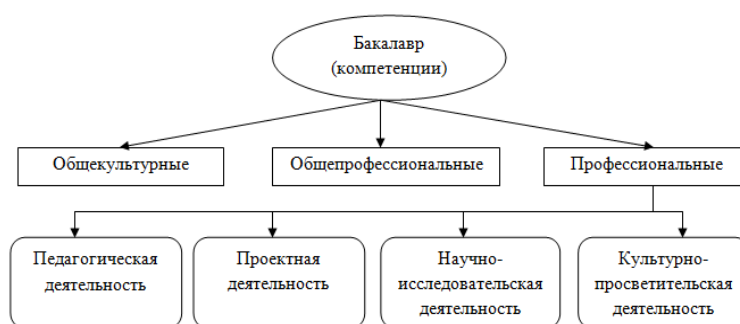 Бакалавр
(компетенции)
Общекультурные
Общепрофессиональные
Профессиональные
Педагогическая
деятельность
Проектная
деятельность
Научно-
исследовательская
деятельность
Культурно-
просветительская
деятельность